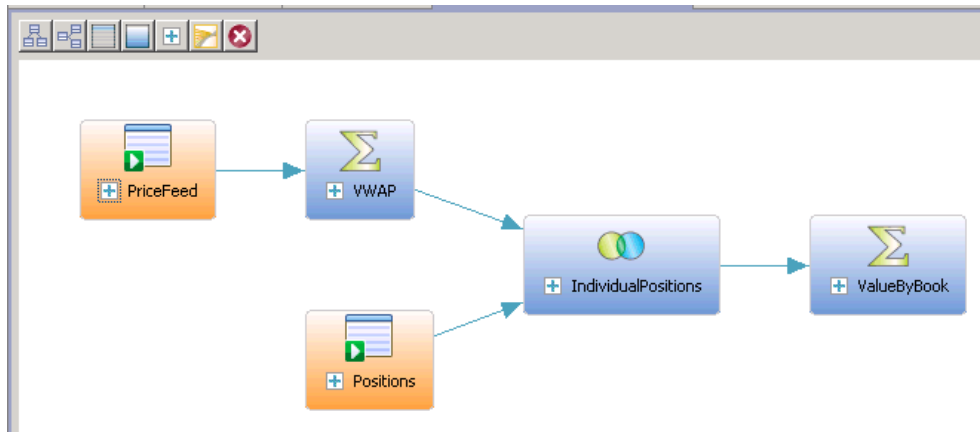 PriceFeed
VWAP
IndividualPositions
ValueByBook
Positions